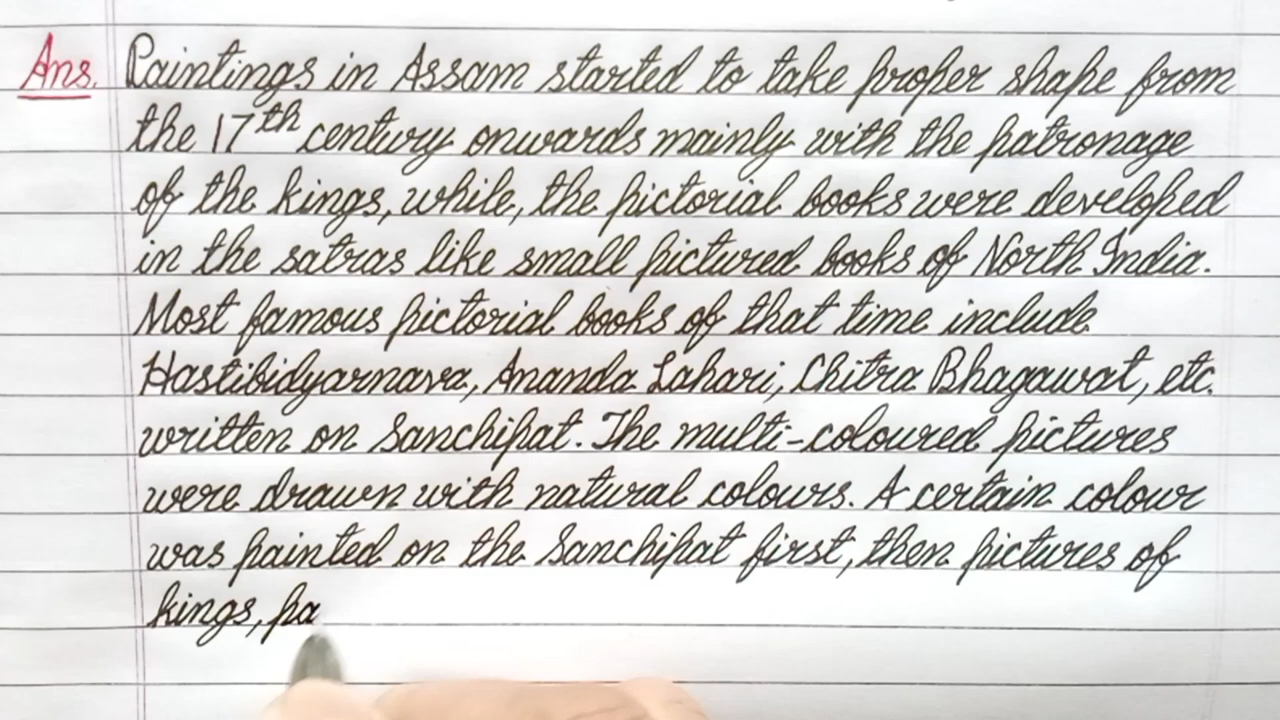 Ans. Paintings in Assam started to take proper shape from
the 17th century onwards mainly with the patronage
of the kings, while, the pictorial books were developed
in the satras like small pictured books of North India.
Most famous pictorial books of that time include
Hastibidyarnava, Ananda Lahari, Chitra Bhagawat, etc.
written on Sanchipat. The multi-coloured pictures
were drawn with natural colours. A certain colour
was painted on the Sanchipat first, then pictures of
kings, pa